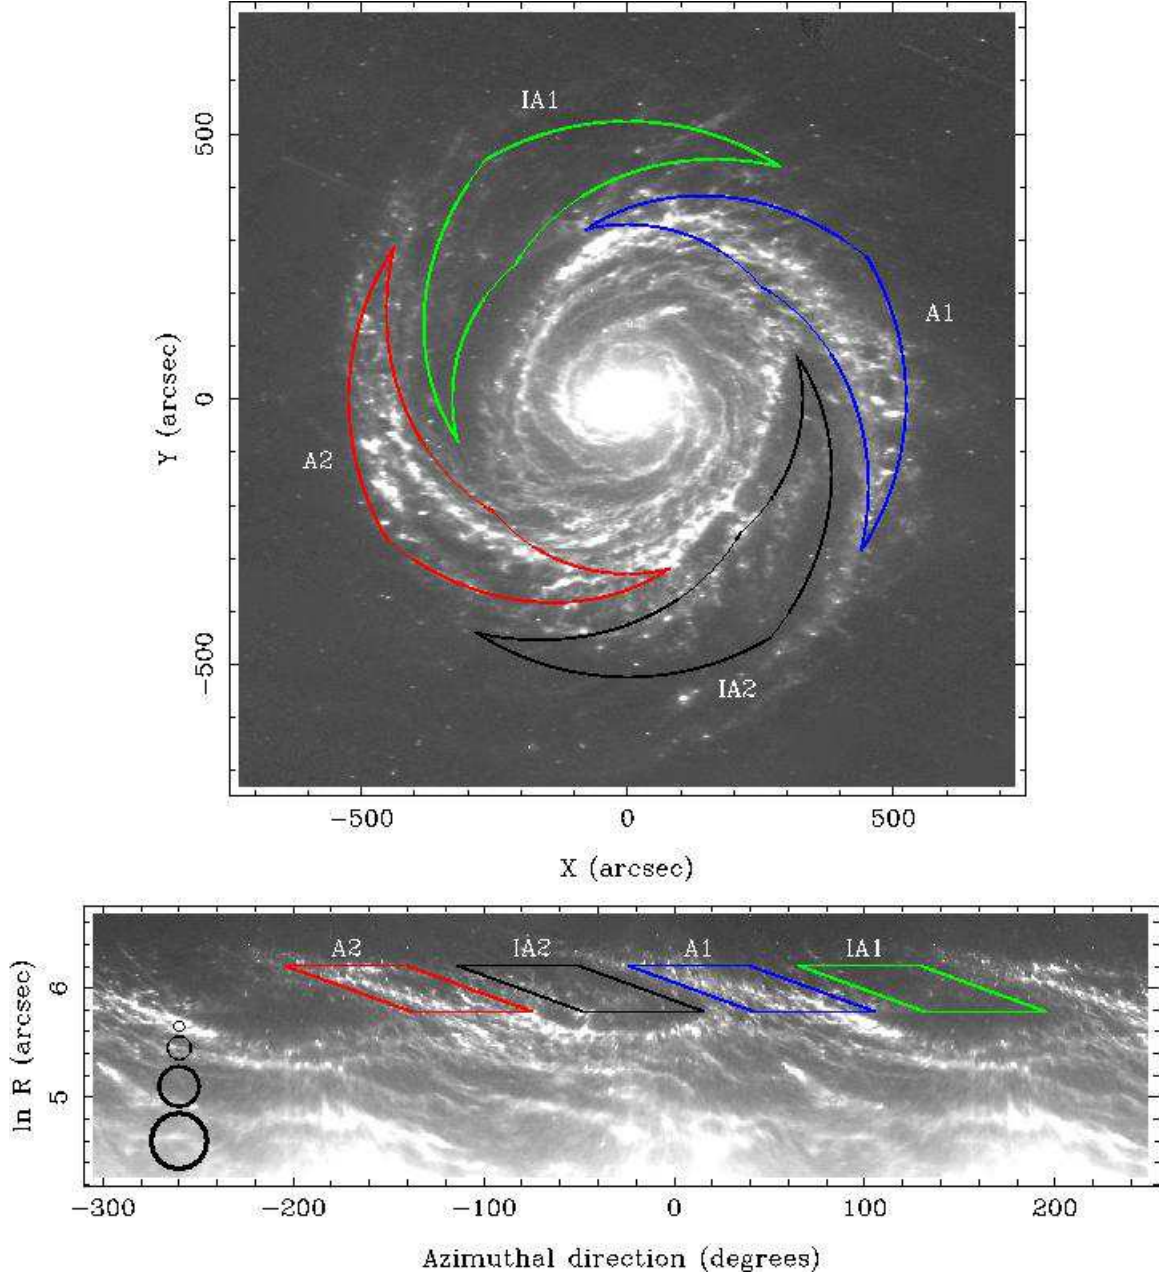 IA1
500
A1
Y (arcsec)
0
A2
−500
IA2
−500 0 500
X (arcsec)
A2 IA2 A1 IA1
6
ln R (arcsec)
5
−300 −200 −100 0 100 200
Azimuthal direction (degrees)